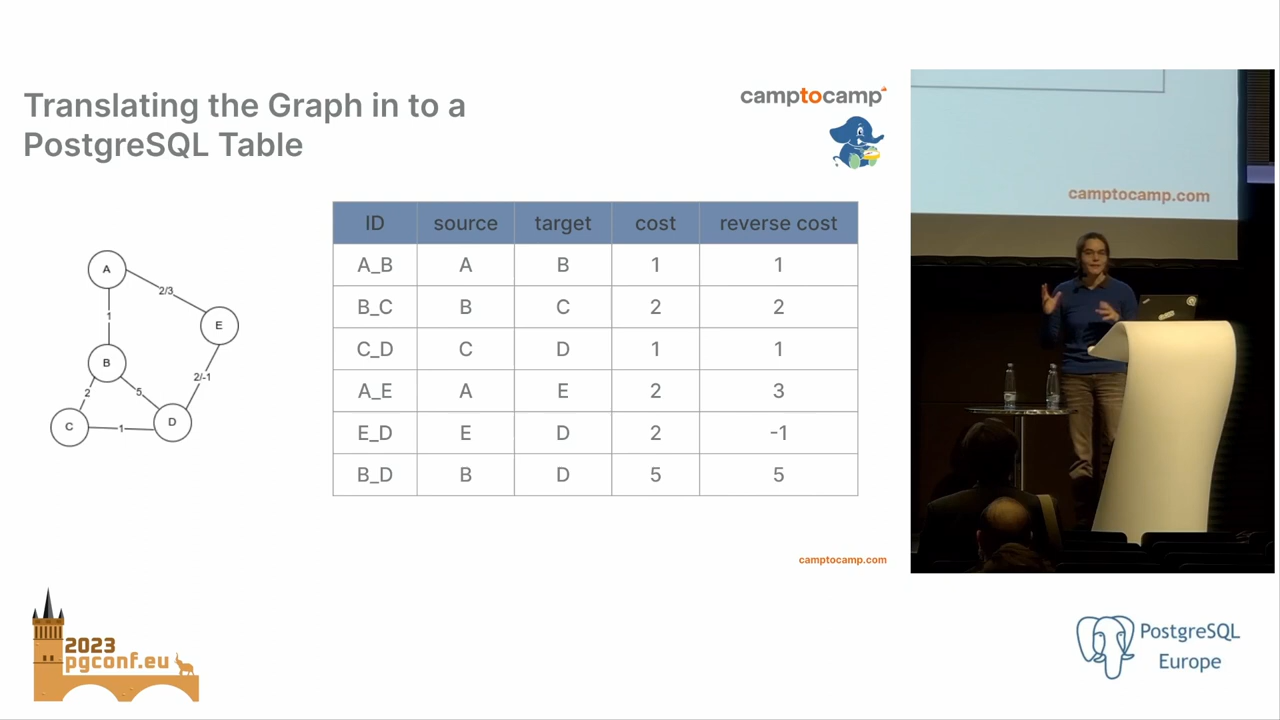 Translating the Graph in to a
PostgreSQL Table
camptocamp
A
2/3
E
1
B
2/-1
2
5
C
1
D
ID source target cost reverse cost
A_B A B 1 1
B_C B C 2 2
C_D C D 1 1
A_E A E 2 3
E_D E D 2 -1
B_D B D 5 5
camptocamp.com
camptocamp.com
2023
pgconf.eu
PostgreSQL
Europe